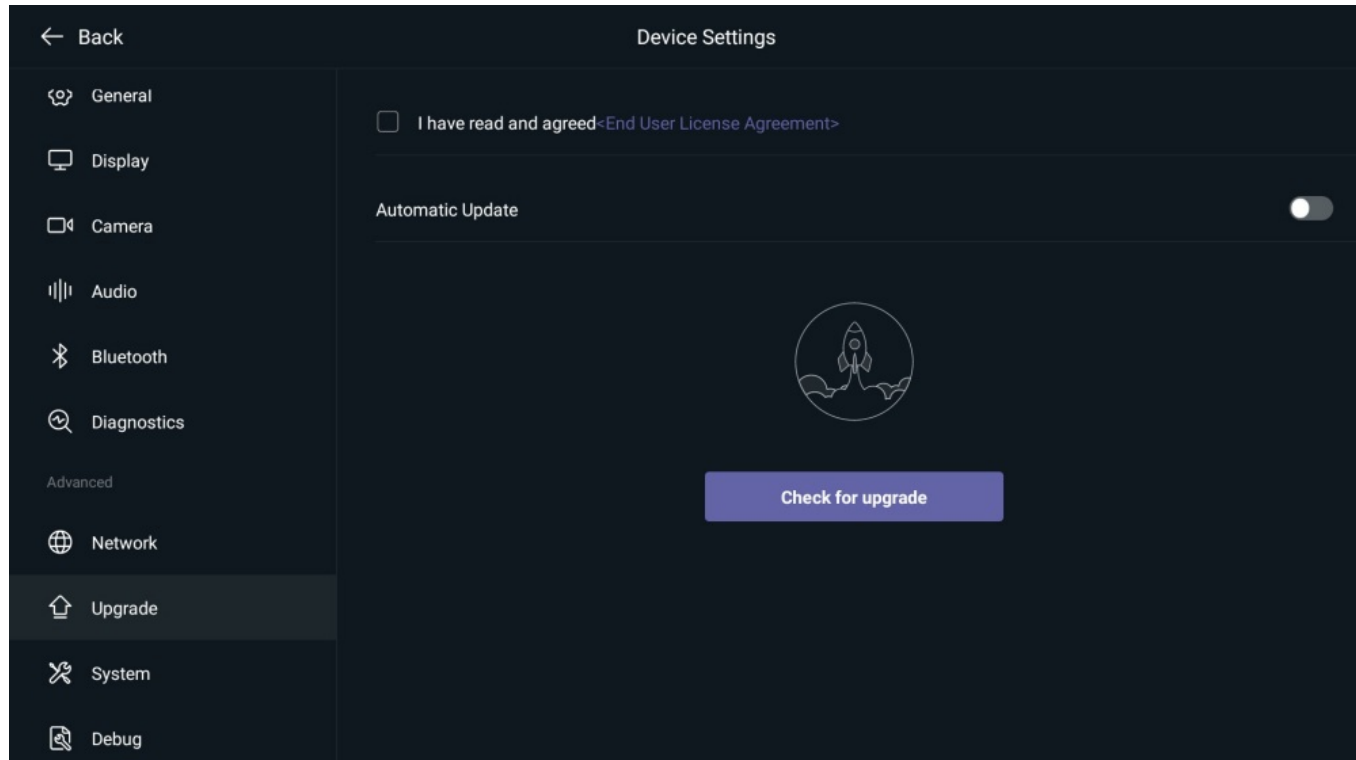 Back
Device Settings
General
Display
Camera
Audio
Bluetooth
Diagnostics
Advanced
Network
Upgrade
System
Debug
I have read and agreed<End User License Agreement>
Automatic Update
Check for upgrade